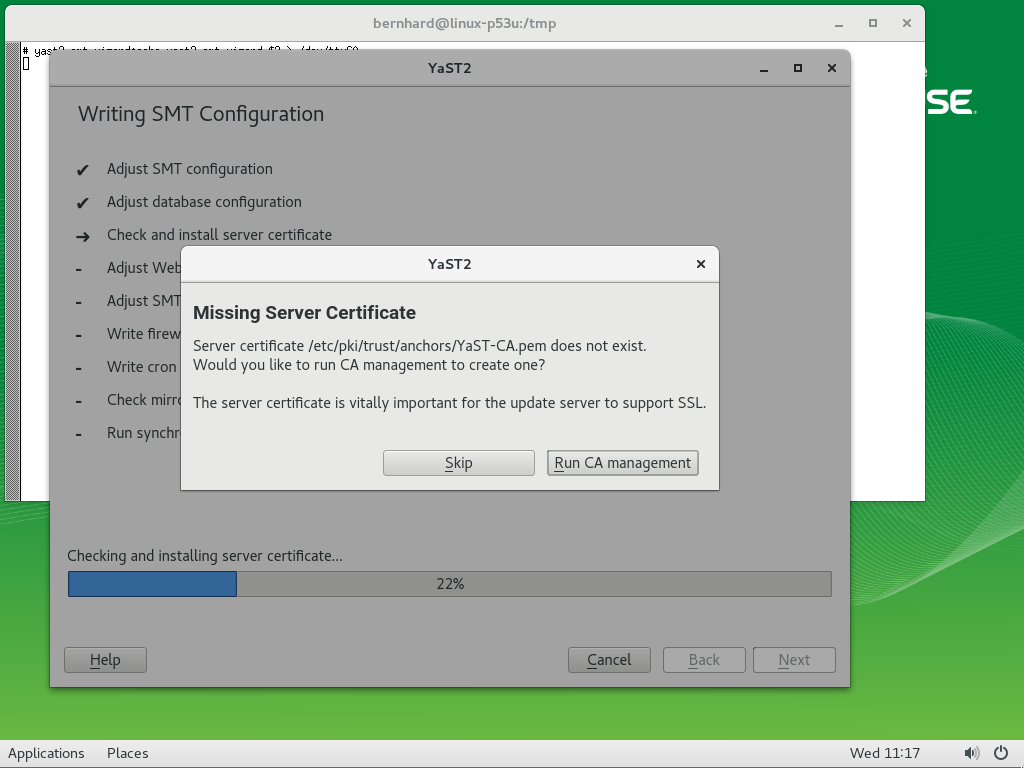 bernhard@linux-p53u:/tmp
YaST2
SE.
Writing SMT Configuration
✔ Adjust SMT configuration
✔ Adjust database configuration
➜ Check and install server certificate
- Adjust Web
- Adjust SMT
- Write firew
- Write cron
- Check mirro
- Run synchr
YaST2
Missing Server Certificate
Server certificate /etc/pki/trust/anchors/YaST-CA.pem does not exist.
Would you like to run CA management to create one?
The server certificate is vitally important for the update server to support SSL.
Skip Run CA management
Checking and installing server certificate...
22%
Help Cancel Back Next
Applications Places Wed 11:17